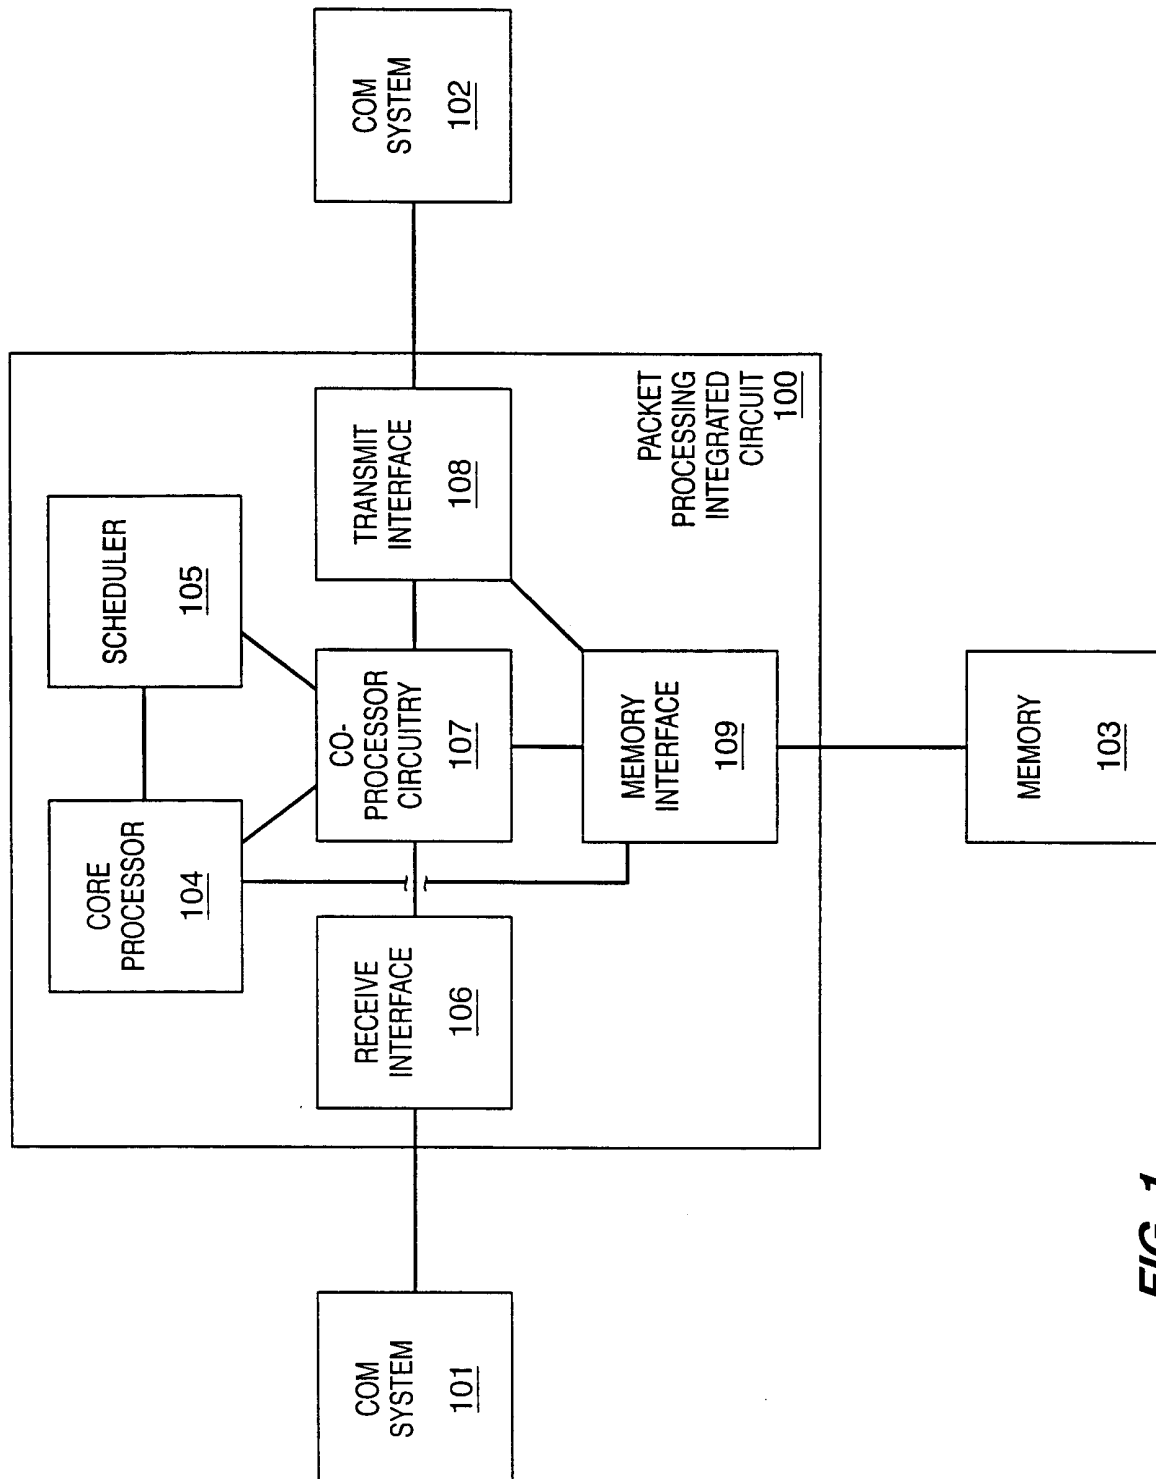 CORE
PROCESSOR
104
SCHEDULER
105
COM
SYSTEM
101
RECEIVE
INTERFACE
106
CO-
PROCESSOR
CIRCUITRY
107
TRANSMIT
INTERFACE
108
COM
SYSTEM
102
MEMORY
INTERFACE
109
PACKET
PROCESSING
INTEGRATED
CIRCUIT
100
MEMORY
103
FIG. 1